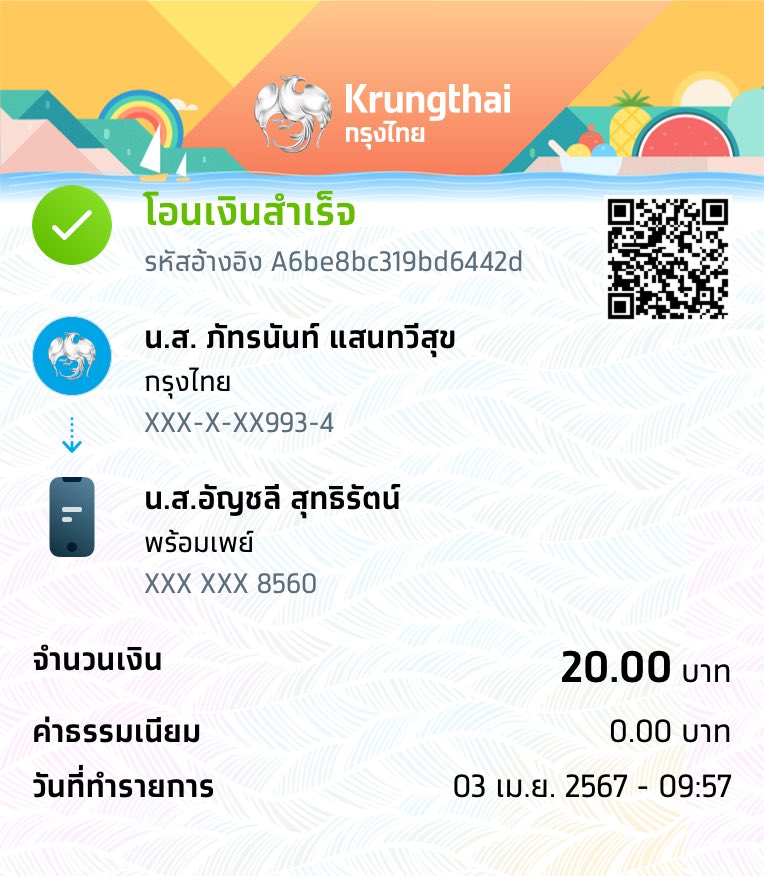 Krungthai
กรุงไทย
โอนเงินสำเร็จ
รหัสอ้างอิง A6be8bc319bd6442d
น.ส. ภัทรนันท์ แสนทวีสุข
กรุงไทย
XXX-X-XX993-4
น.ส.อัญชลี สุทธิรัตน์
พร้อมเพย์
XXX XXX 8560
จำนวนเงิน 20.00 บาท
ค่าธรรมเนียม 0.00 บาท
วันที่ทำรายการ 03 เม.ย. 2567 - 09:57